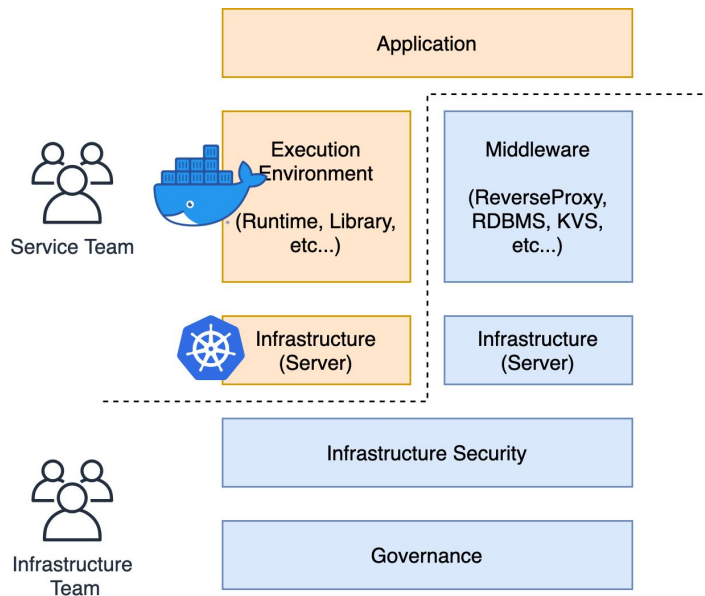 Application
Execution
Environment
(Runtime, Library,
etc...)
Middleware
(ReverseProxy,
RDBMS, KVS,
etc...)
Service Team
Infrastructure
(Server)
Infrastructure
(Server)
Infrastructure Security
Infrastructure
Team
Governance